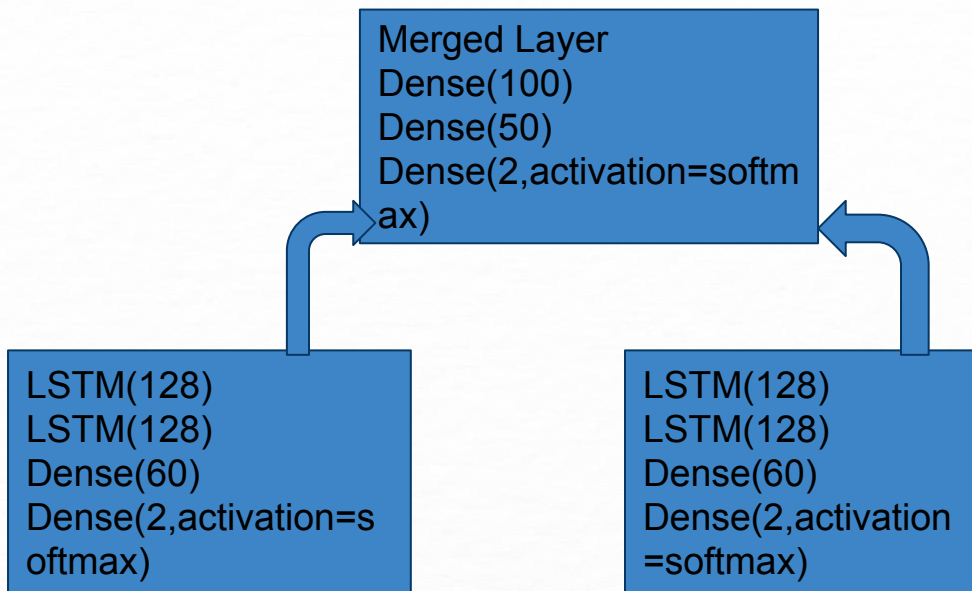 Merged Layer
Dense(100)
Dense(50)
Dense(2,activation=softm
ax)
LSTM(128)
LSTM(128)
Dense(60)
Dense(2,activation=s
oftmax)
LSTM(128)
LSTM(128)
Dense(60)
Dense(2,activation
=softmax)